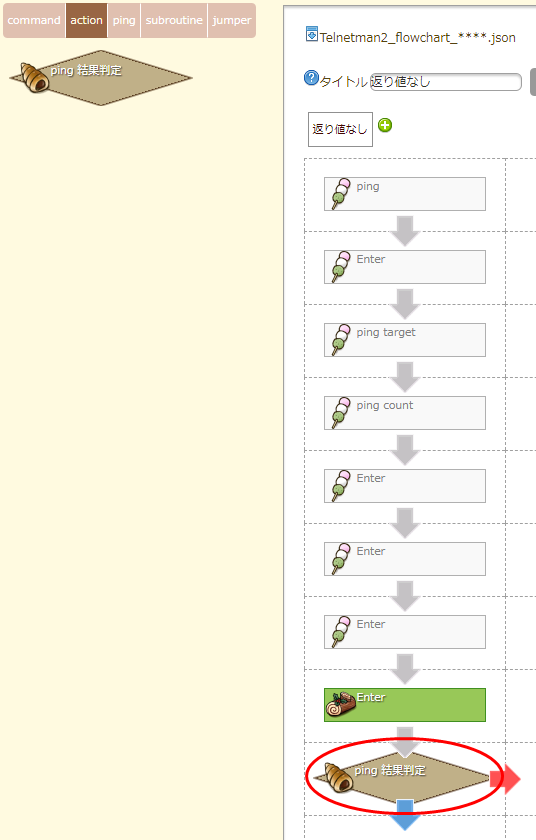 command action ping subroutine jumper
ping 結果判定
Telnetman2_flowchart_****.json
タイトル 返り値なし
返り値なし
ping
Enter
ping target
ping count
Enter
Enter
Enter
Enter
ping 結果判定